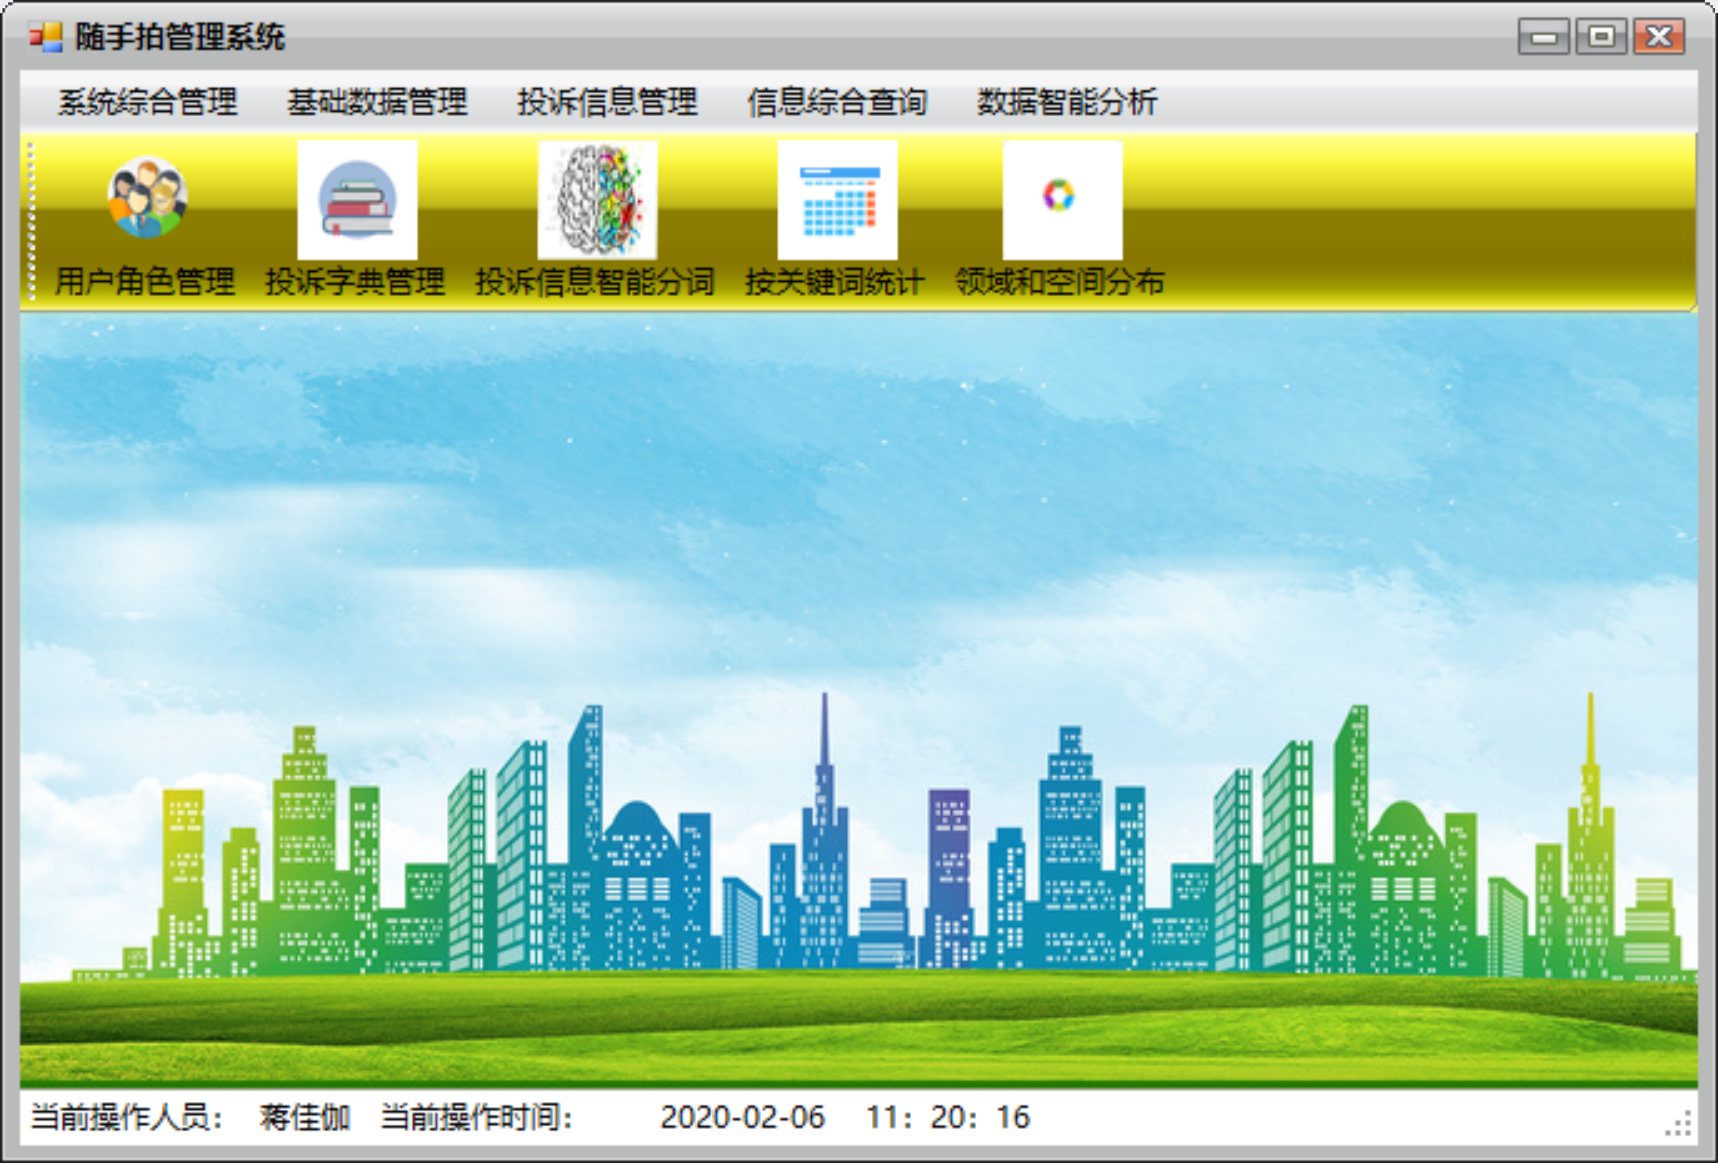 随手拍管理系统
系统综合管理 基础数据管理 投诉信息管理 信息综合查询 数据智能分析
用户角色管理 投诉字典管理 投诉信息智能分词 按关键词统计 领域和空间分布
当前操作人员： 蒋佳伽 当前操作时间： 2020-02-06 11：20：16